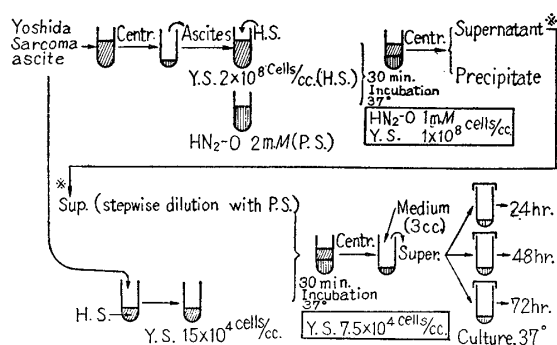 Yoshida
Sarcoma
ascite
Centr.
Ascites
H.S.
Y.S. 2×10⁸ Cells/cc.(H.S.)
HN₂-O 2mM(P.S.)
30 min.
Incubation
37°
Centr.
Supernatant※
Precipitate
HN₂-O 1mM
Y.S. 1×10⁸ cells/cc.
※
Sup. (stepwise dilution with P.S.)
H.S.
Y.S. 15×10⁴ cells/cc.
30 min.
Incubation
37°
Centr.
Medium
(3cc)
Super.
Y.S. 7.5×10⁴ cells/cc.
24hr.
48hr.
72hr.
Culture, 37°